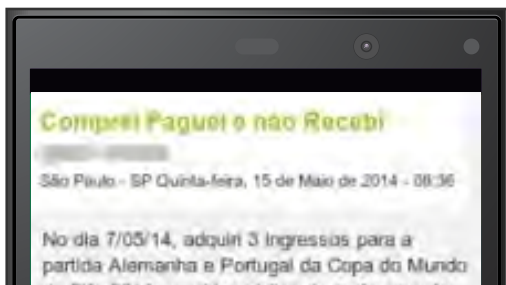 Comprei Paguei e não Recebi
São Paulo - SP Quinta-feira, 15 de Maio de 2014 - 08:36
No dia 7/05/14, adquiri 3 ingressos para a
partida Alemanha e Portugal da Copa do Mundo